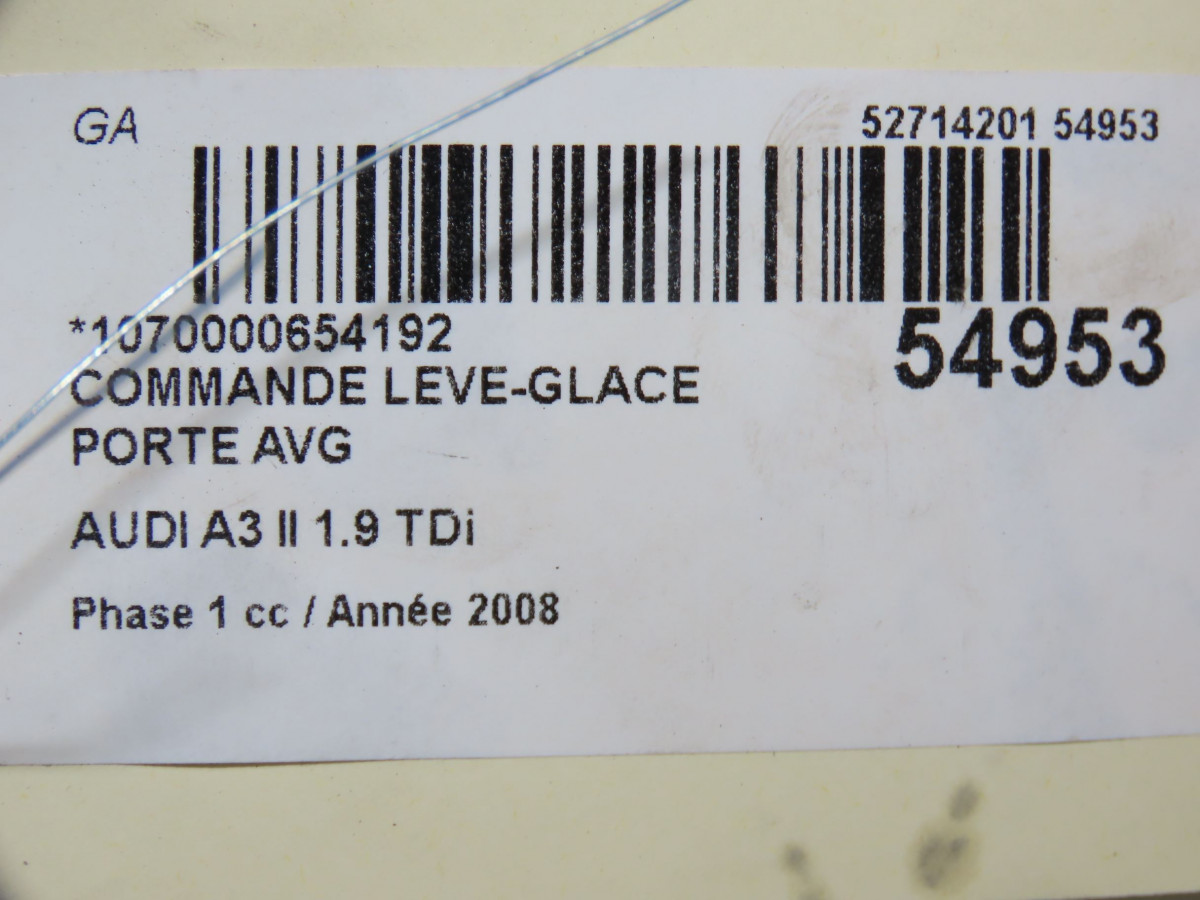 GA
52714201 54953
*1070000654192
54953
COMMANDE LEVE-GLACE
PORTE AVG
AUDI A3 II 1.9 TDi
Phase 1 cc / Année 2008